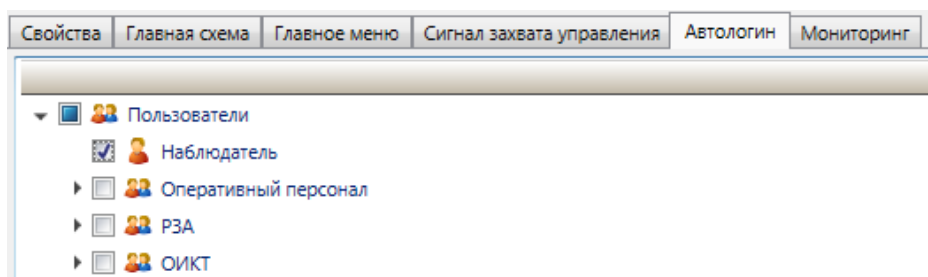 Свойства Главная схема Главное меню Сигнал захвата управления Автологин Мониторинг
Пользователи
Наблюдатель
Оперативный персонал
РЗА
ОИКТ